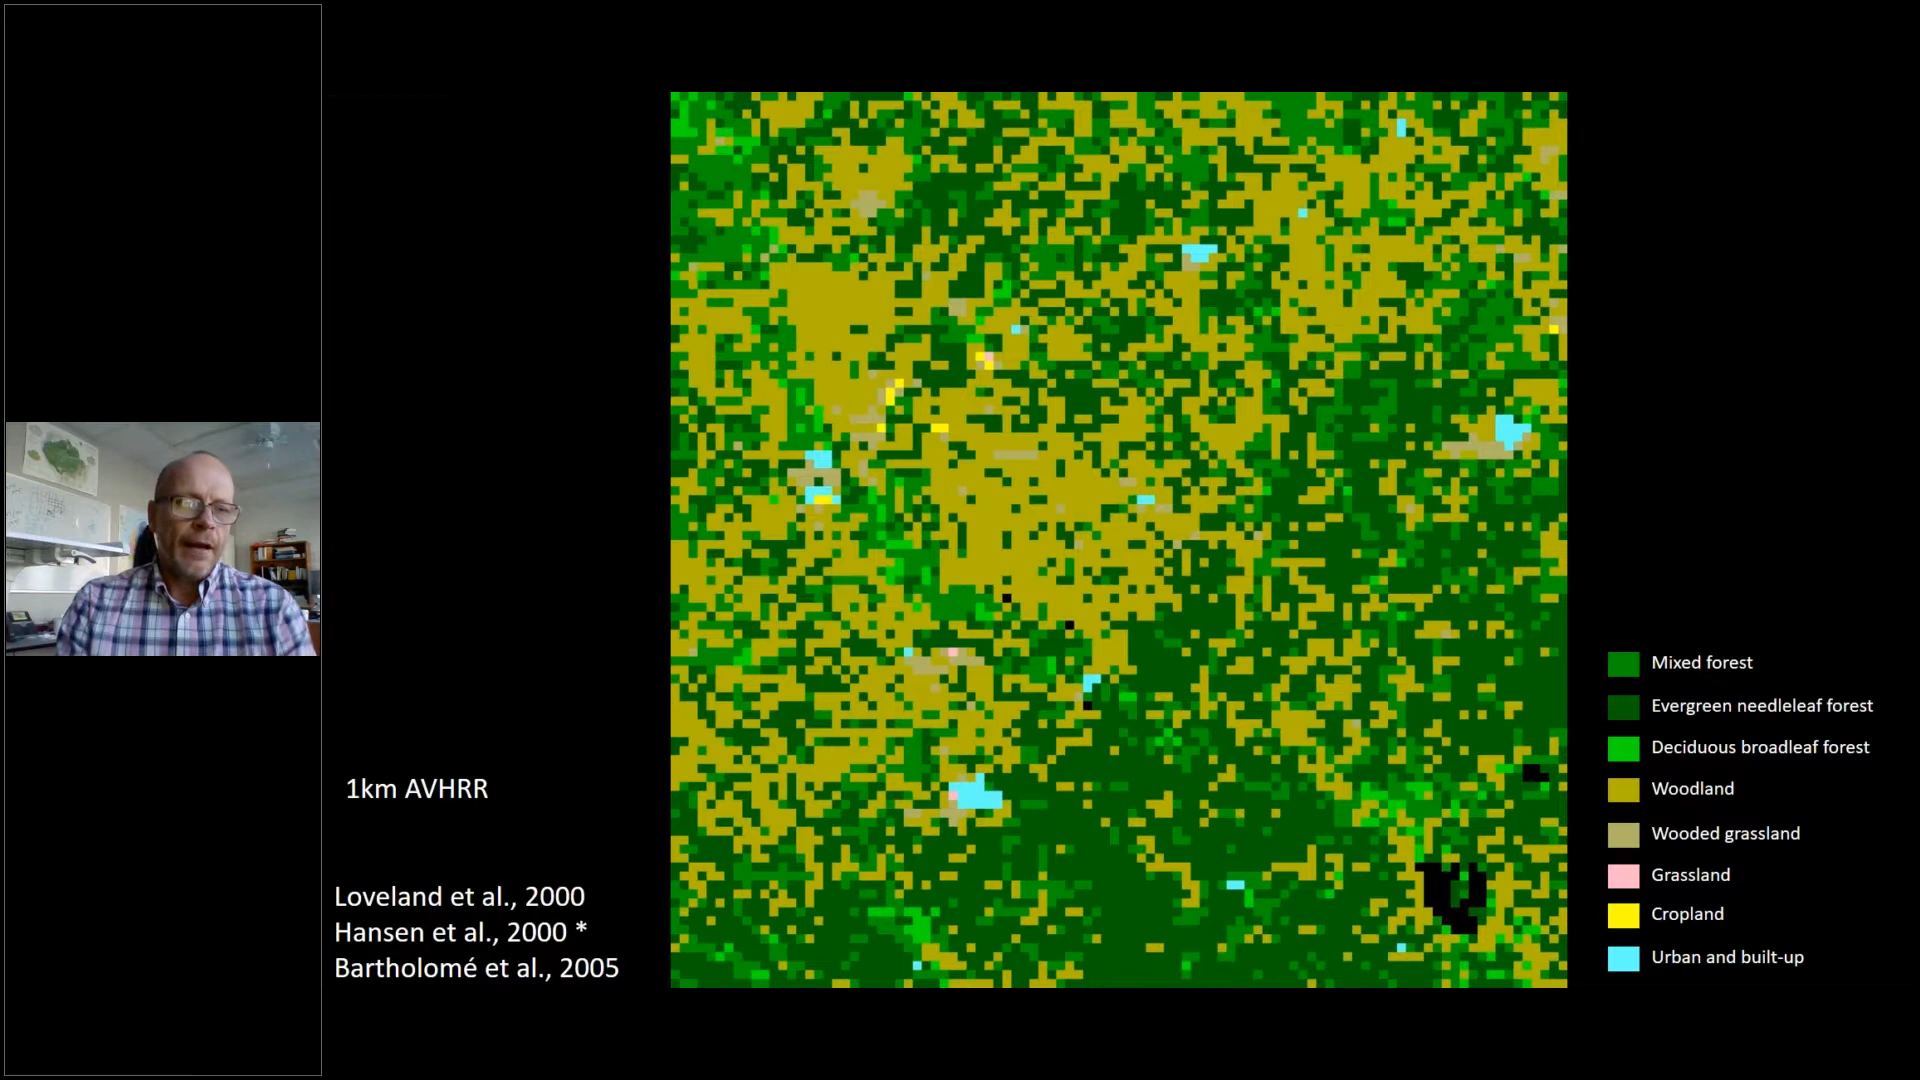 1km AVHRR
Loveland et al., 2000
Hansen et al., 2000 *
Bartholomé et al., 2005
Mixed forest
Evergreen needleleaf forest
Deciduous broadleaf forest
Woodland
Wooded grassland
Grassland
Cropland
Urban and built-up